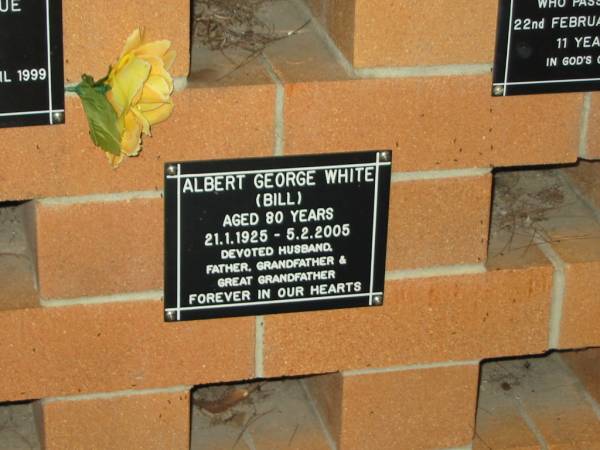 UE
IL 1999
WHO PASS
22nd FEBRUA
11 YEA
IN GOD'S
ALBERT GEORGE WHITE
(BILL)
AGED 80 YEARS
21.1.1925 - 5.2.2005
DEVOTED HUSBAND,
FATHER, GRANDFATHER &
GREAT GRANDFATHER
FOREVER IN OUR HEARTS